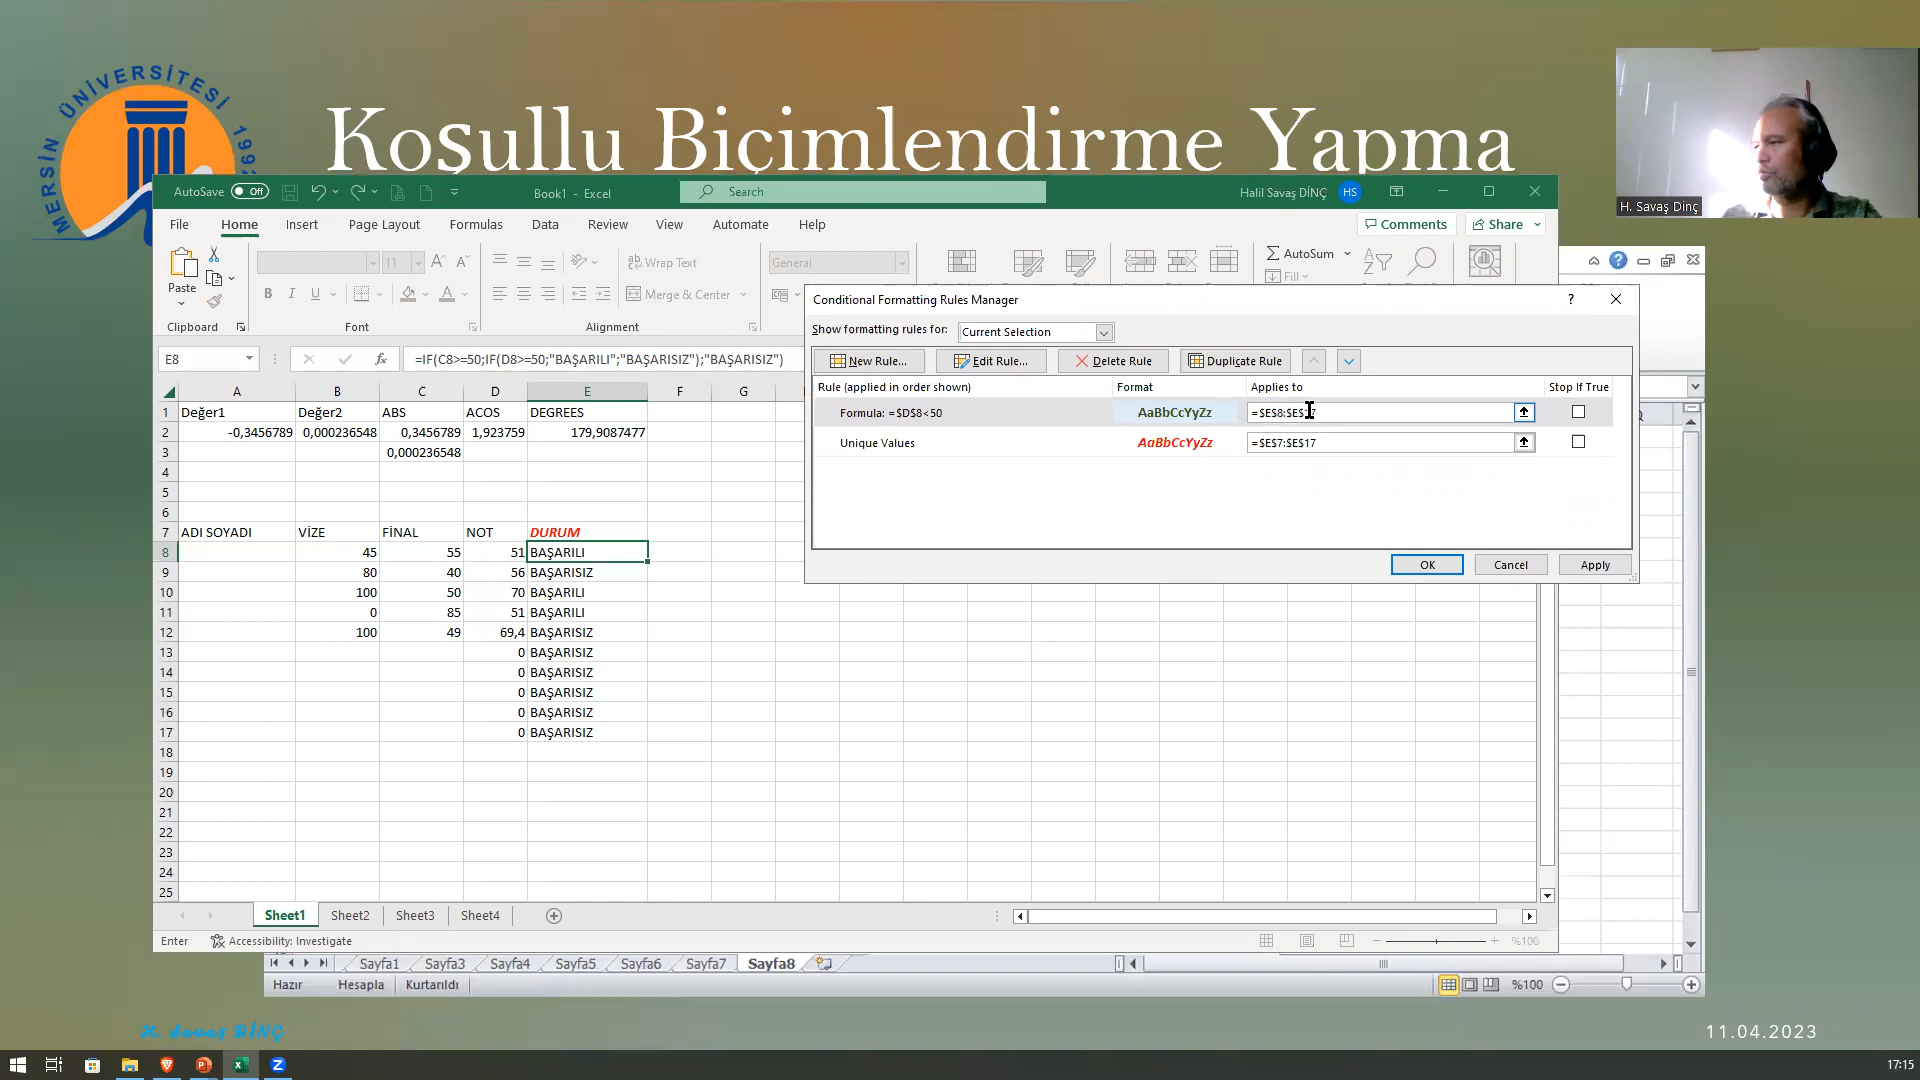 MERSİN ÜNİVERSİTESİ 1992
Koşullu Biçimlendirme Yapma
H. Savaş Dinç
AutoSave Off
Book1 - Excel
Search
Halil Savaş DİNÇ HS
File Home Insert Page Layout Formulas Data Review View Automate Help
Comments Share
Paste
11
Wrap Text
Merge & Center
General
AutoSum
Fill
Clipboard Font Alignment
Conditional Formatting Rules Manager
Show formatting rules for: Current Selection
New Rule... Edit Rule... Delete Rule Duplicate Rule
Rule (applied in order shown) Format Applies to Stop If True
Formula: =$D$8<50 AaBbCcYyZz =$E$8:$E$17
Unique Values AaBbCcYyZz =$E$7:$E$17
OK Cancel Apply
E8 fx =IF(C8>=50;IF(D8>=50;"BAŞARILI";"BAŞARISIZ");"BAŞARISIZ")
A B C D E F G
1 Değer1 Değer2 ABS ACOS DEGREES
2 -0,3456789 0,000236548 0,3456789 1,923759 179,9087477
3 0,000236548
4
5
6
7 ADI SOYADI VİZE FİNAL NOT DURUM
8 45 55 51 BAŞARILI
9 80 40 56 BAŞARISIZ
10 100 50 70 BAŞARILI
11 0 85 51 BAŞARILI
12 100 49 69,4 BAŞARISIZ
13 0 BAŞARISIZ
14 0 BAŞARISIZ
15 0 BAŞARISIZ
16 0 BAŞARISIZ
17 0 BAŞARISIZ
18
19
20
21
22
23
24
25
Sheet1 Sheet2 Sheet3 Sheet4
Enter Accessibility: Investigate %100
Sayfa1 Sayfa3 Sayfa4 Sayfa5 Sayfa6 Sayfa7 Sayfa8
Hazır Hesapla Kurtarıldı %100
H. Savaş DİNÇ
11.04.2023
17:15